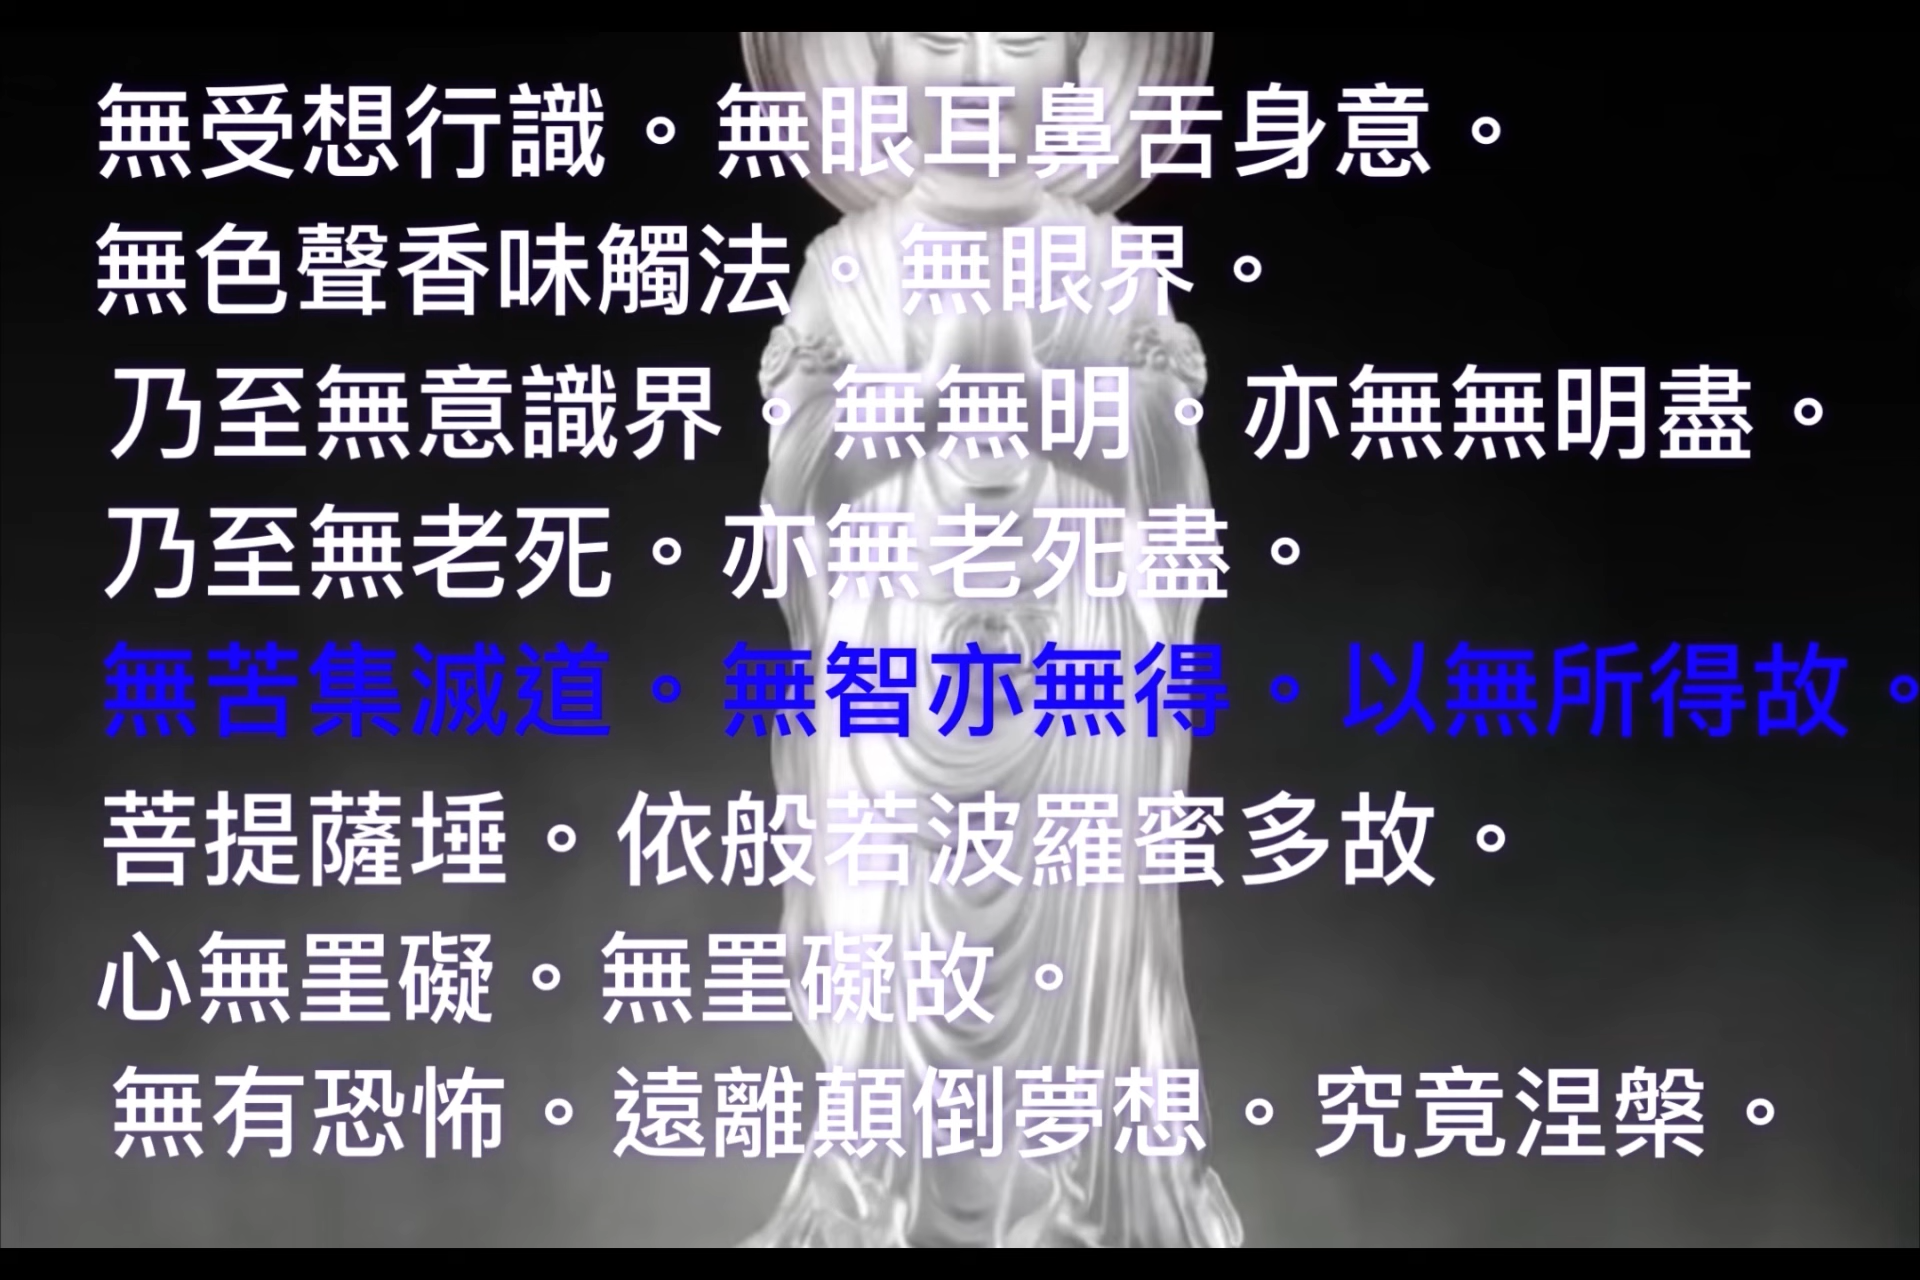 無受想行識。無眼耳鼻舌身意。
無色聲香味觸法。無眼界。
乃至無意識界。無無明。亦無無明盡。
乃至無老死。亦無老死盡。
無苦集滅道。無智亦無得。以無所得故。
菩提薩埵。依般若波羅蜜多故。
心無罣礙。無罣礙故。
無有恐怖。遠離顛倒夢想。究竟涅槃。